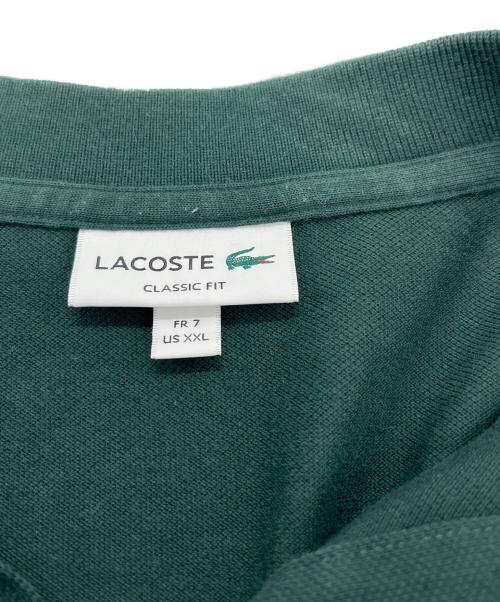 LACOSTE
CLASSIC FIT
FR 7
US XXL